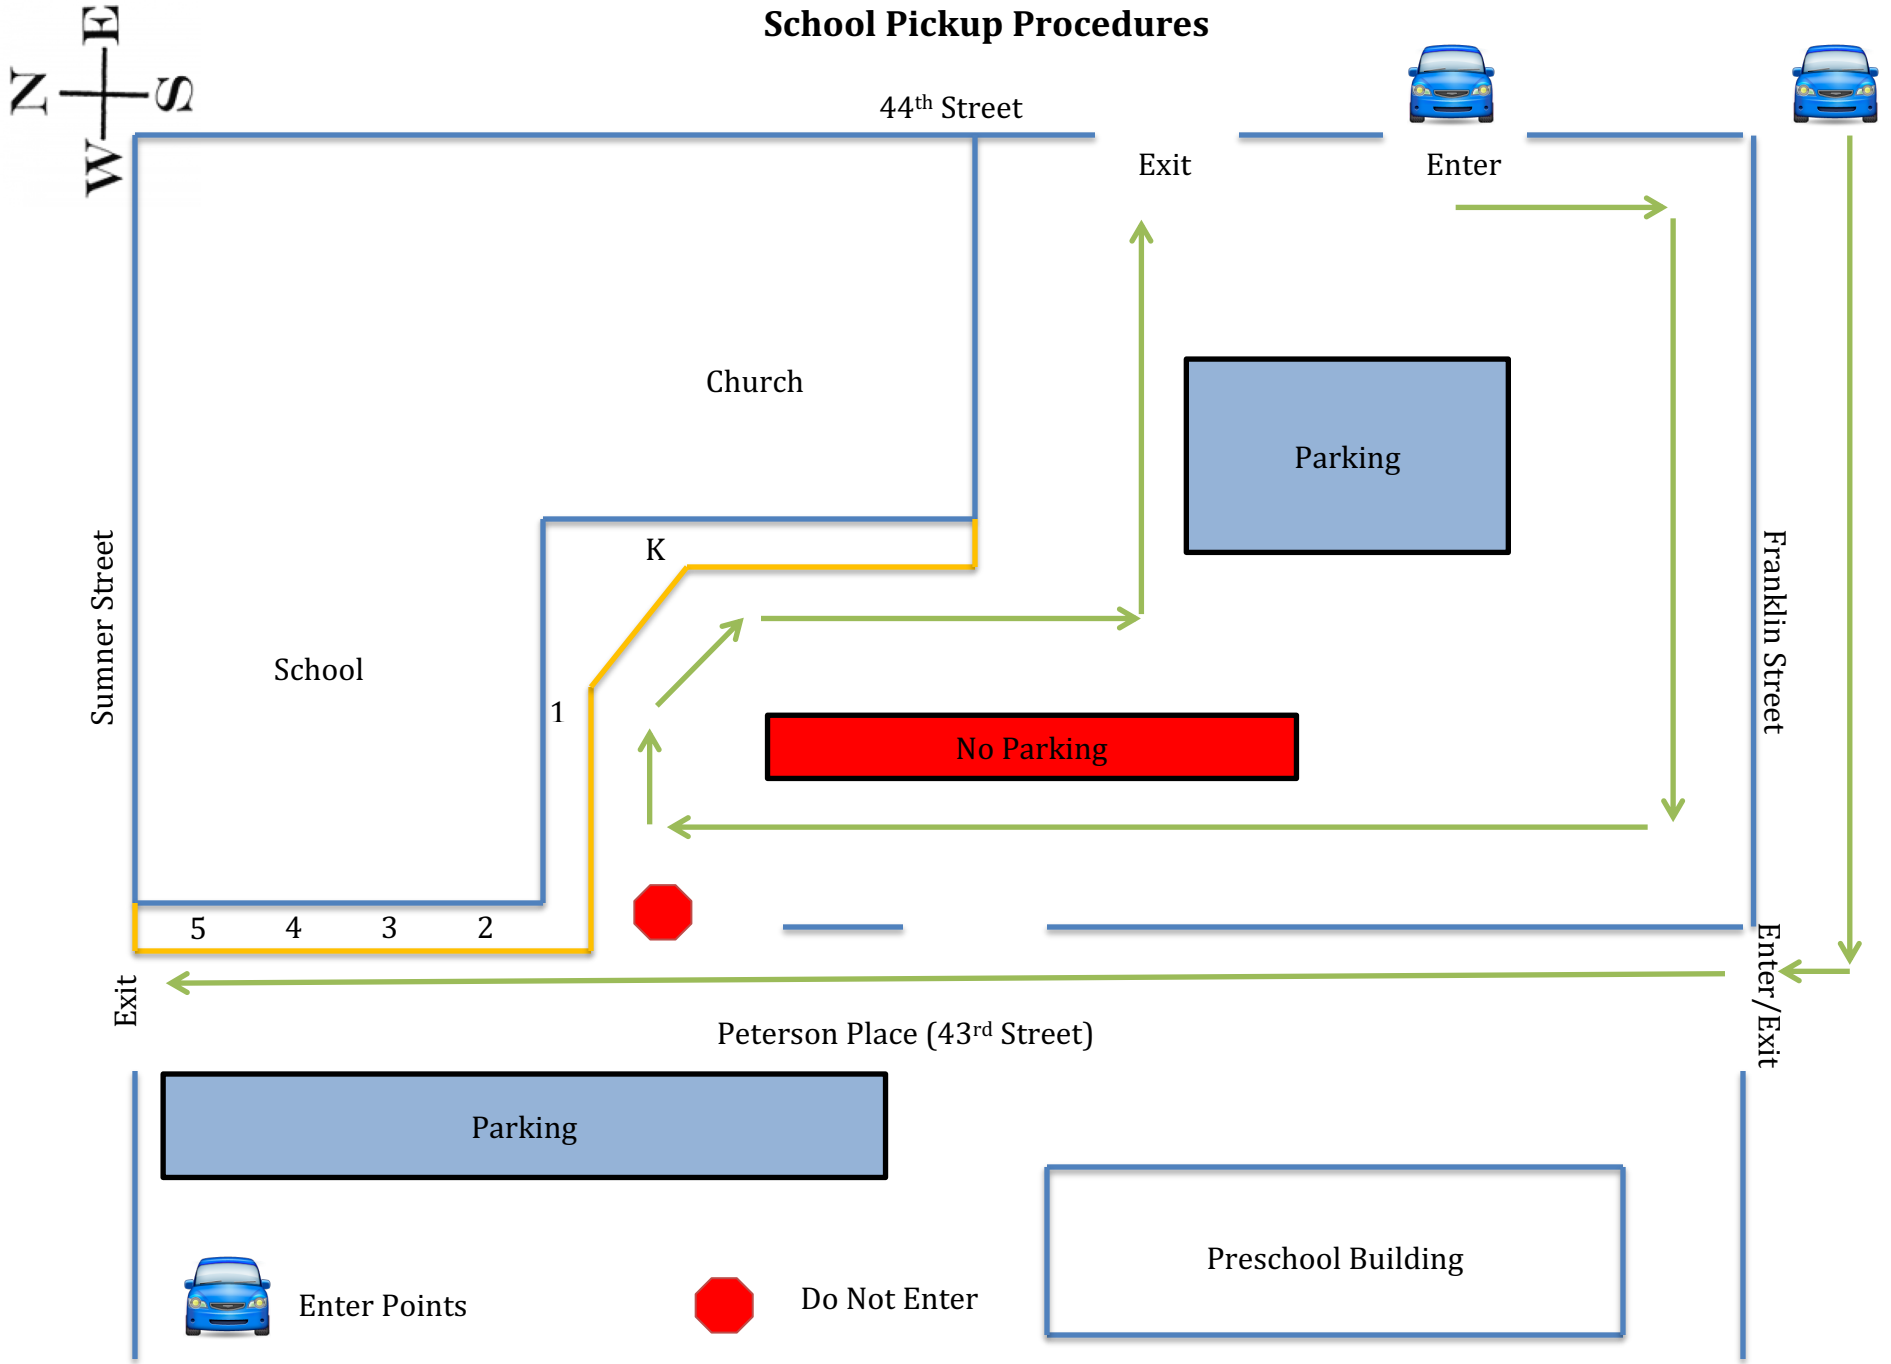 School Pickup Procedures
E
N S
W
44th Street
Exit
Enter
Church
Parking
K
Sumner Street
Franklin Street
School
1
No Parking
5 4 3 2
Enter/Exit
Exit
Peterson Place (43rd Street)
Parking
Preschool Building
Enter Points
Do Not Enter